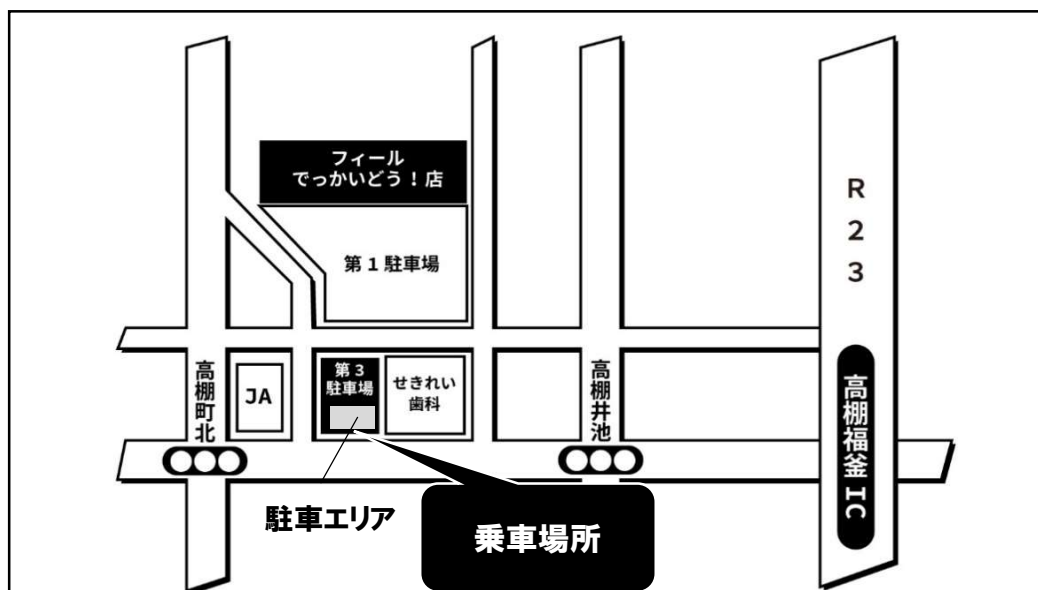 フィール
でっかいどう！店
第１駐車場
R23
高棚町北
JA
第３
駐車場
せきれい
歯科
高棚井池
高棚福釜IC
駐車エリア
乗車場所